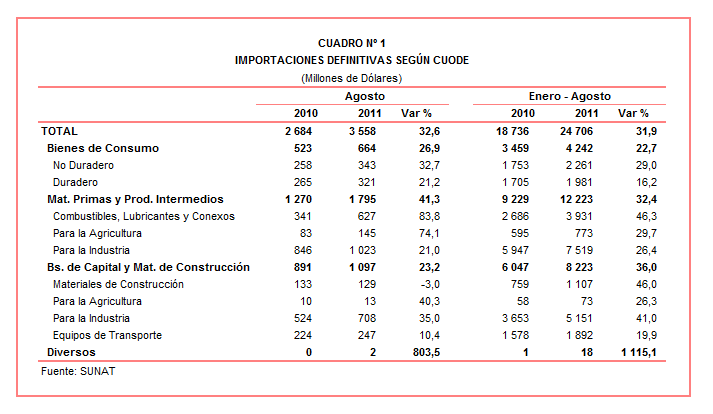 CUADRO Nº 1
IMPORTACIONES DEFINITIVAS SEGÚN CUODE
(Millones de Dólares)
Agosto Enero - Agosto
2010 2011 Var % 2010 2011 Var %
TOTAL 2 684 3 558 32,6 18 736 24 706 31,9
Bienes de Consumo 523 664 26,9 3 459 4 242 22,7
No Duradero 258 343 32,7 1 753 2 261 29,0
Duradero 265 321 21,2 1 705 1 981 16,2
Mat. Primas y Prod. Intermedios 1 270 1 795 41,3 9 229 12 223 32,4
Combustibles, Lubricantes y Conexos 341 627 83,8 2 686 3 931 46,3
Para la Agricultura 83 145 74,1 595 773 29,7
Para la Industria 846 1 023 21,0 5 947 7 519 26,4
Bs. de Capital y Mat. de Construcción 891 1 097 23,2 6 047 8 223 36,0
Materiales de Construcción 133 129 -3,0 759 1 107 46,0
Para la Agricultura 10 13 40,3 58 73 26,3
Para la Industria 524 708 35,0 3 653 5 151 41,0
Equipos de Transporte 224 247 10,4 1 578 1 892 19,9
Diversos 0 2 803,5 1 18 1 115,1
Fuente: SUNAT